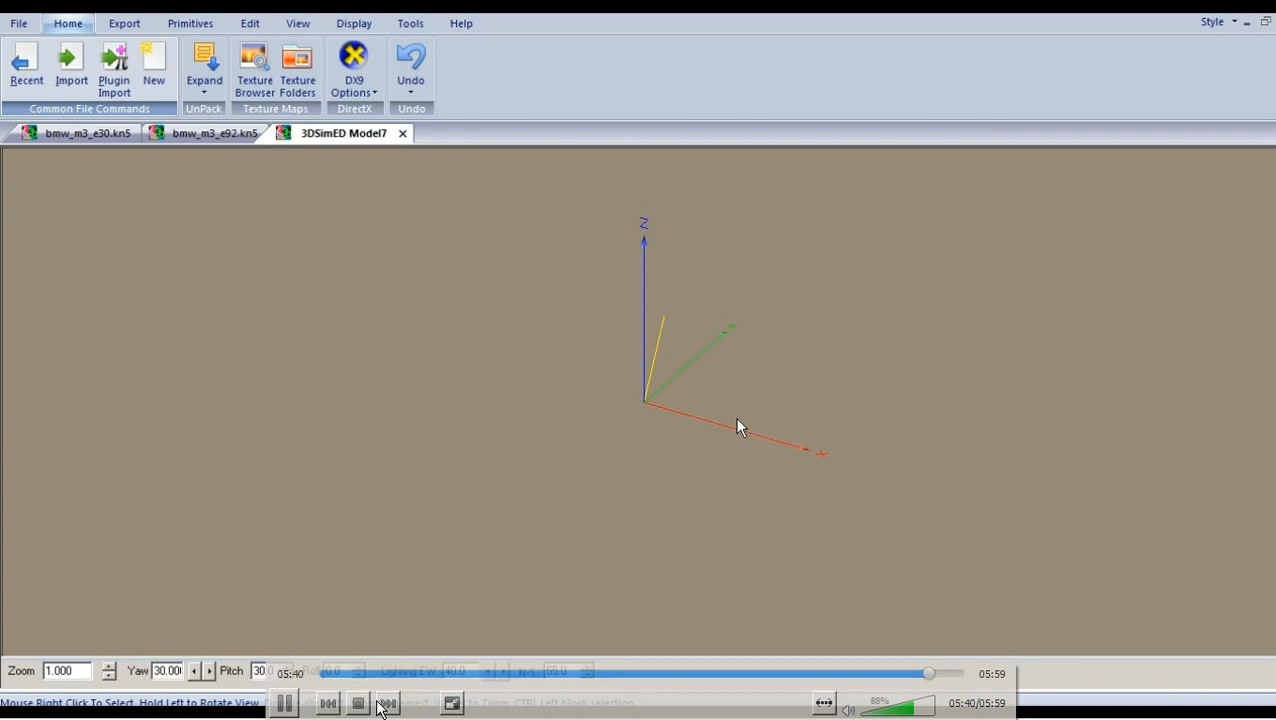 File Home Export Primitives Edit View Display Tools Help Style
Recent Import Plugin Import New Expand Texture Browser Texture Folders DX9 Options Undo
Common File Commands UnPack Texture Maps DirectX Undo
bmw_m3_e30.kn5 bmw_m3_e92.kn5 3DSimED Model7
Z
X
Zoom 1.000 Yaw 30.00 Pitch 30. 0.0 Lighting EW 40.0 N-S 55.0
05:40 05:59
Mouse Right Click To Select, Hold Left to Rotate View, to Zoom, CTRL Left block selection.
88% 05:40/05:59